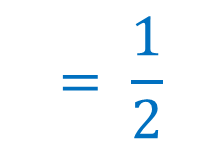 = 1/2